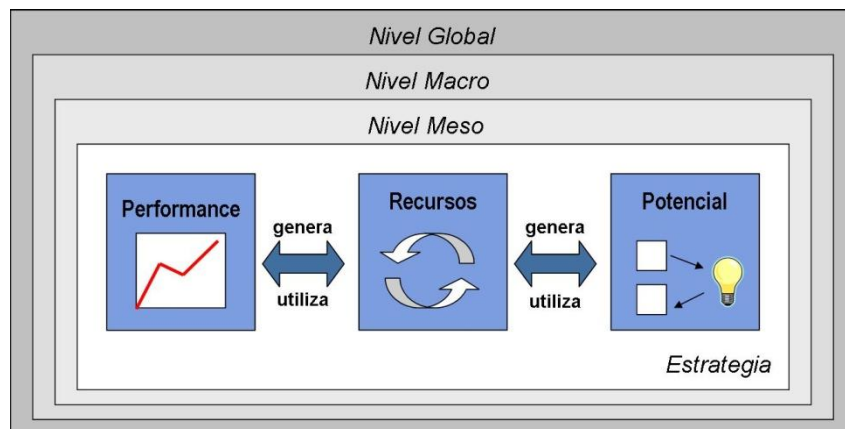 Nivel Global
Nivel Macro
Nivel Meso
Performance
genera
utiliza
Recursos
genera
utiliza
Potencial
Estrategia